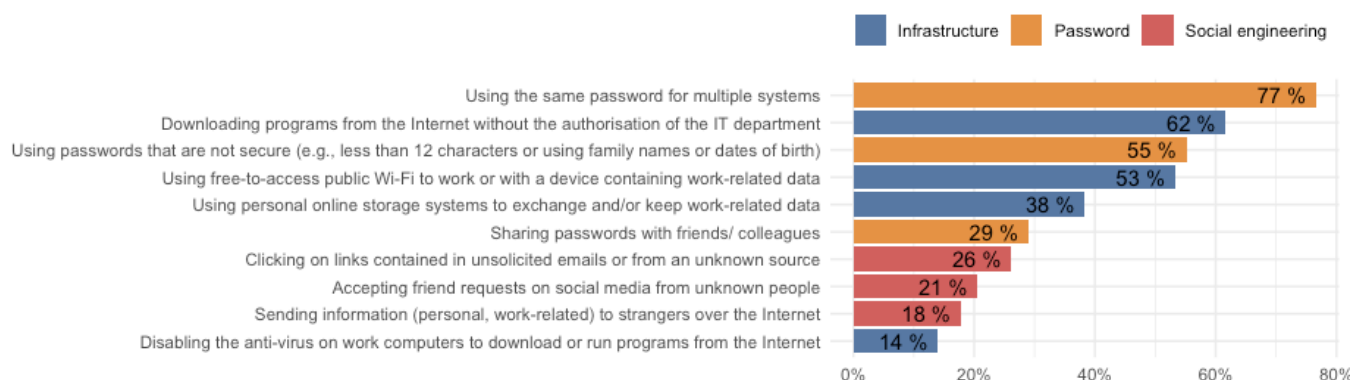 Infrastructure Password Social engineering
Using the same password for multiple systems 77 %
Downloading programs from the Internet without the authorisation of the IT department 62 %
Using passwords that are not secure (e.g., less than 12 characters or using family names or dates of birth) 55 %
Using free-to-access public Wi-Fi to work or with a device containing work-related data 53 %
Using personal online storage systems to exchange and/or keep work-related data 38 %
Sharing passwords with friends/ colleagues 29 %
Clicking on links contained in unsolicited emails or from an unknown source 26 %
Accepting friend requests on social media from unknown people 21 %
Sending information (personal, work-related) to strangers over the Internet 18 %
Disabling the anti-virus on work computers to download or run programs from the Internet 14 %
0% 20% 40% 60% 80%